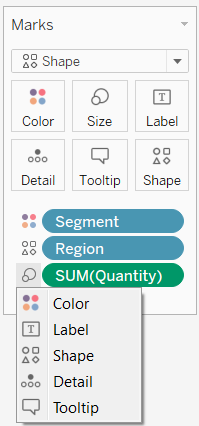 Marks
Shape
Color Size Label
Detail Tooltip Shape
Segment
Region
SUM(Quantity)
Color
Label
Shape
Detail
Tooltip